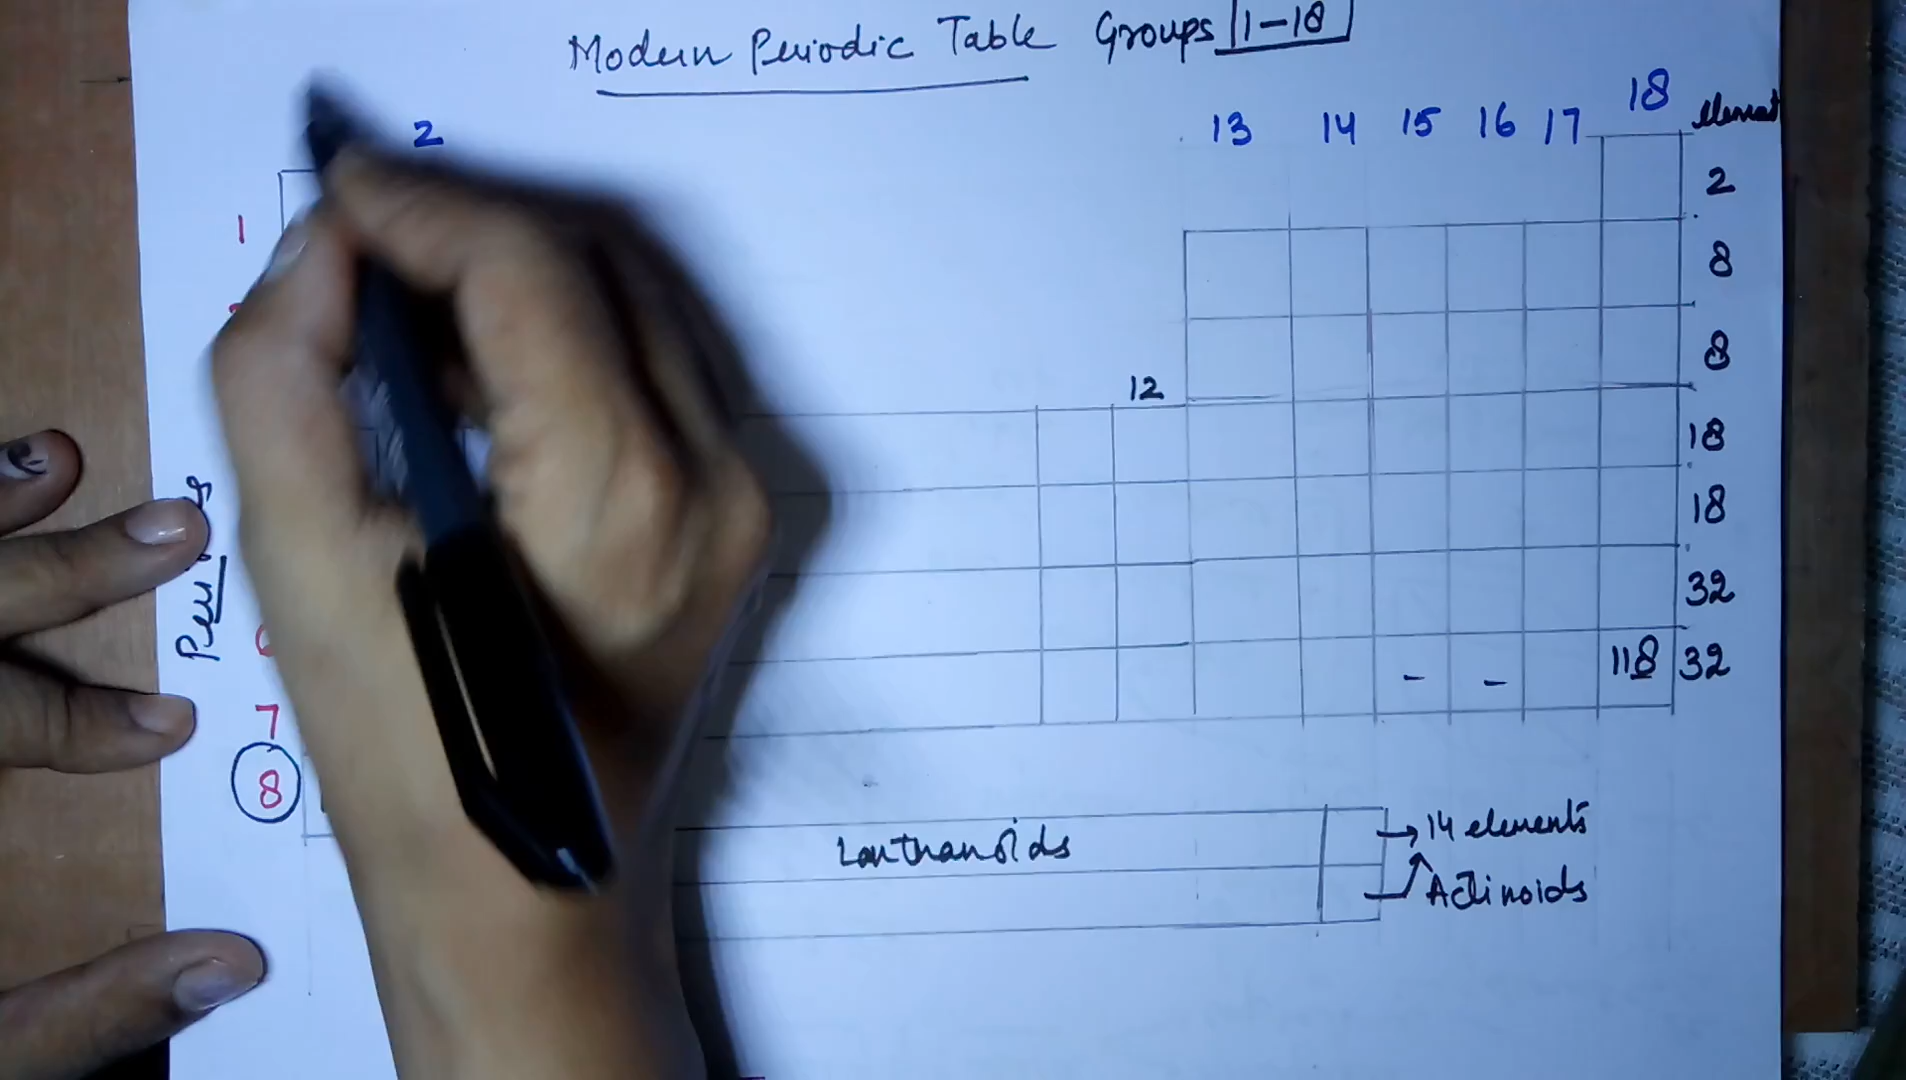 Modern Periodic Table Groups 1-18
2 13 14 15 16 17 18
1 2
8
8
12
18
18
32
7 - - 118 32
8
Lanthanoids → 14 elements
Actinoids